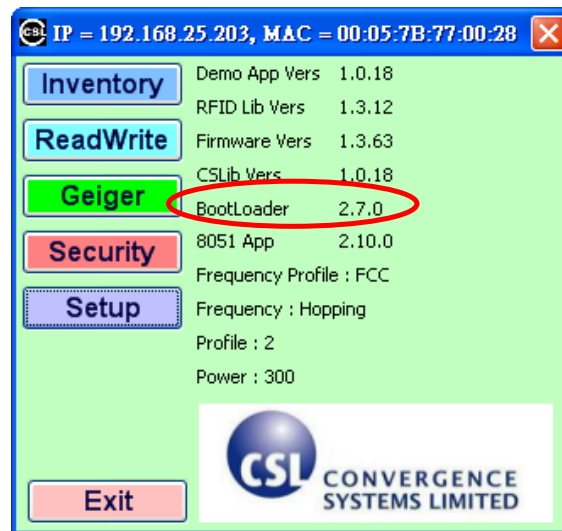 CSL IP = 192.168.25.203, MAC = 00:05:7B:77:00:28
Inventory
ReadWrite
Geiger
Security
Setup
Exit
Demo App Vers 1.0.18
RFID Lib Vers 1.3.12
Firmware Vers 1.3.63
CSLib Vers 1.0.18
BootLoader 2.7.0
8051 App 2.10.0
Frequency Profile : FCC
Frequency : Hopping
Profile : 2
Power : 300
CSL CONVERGENCE
SYSTEMS LIMITED